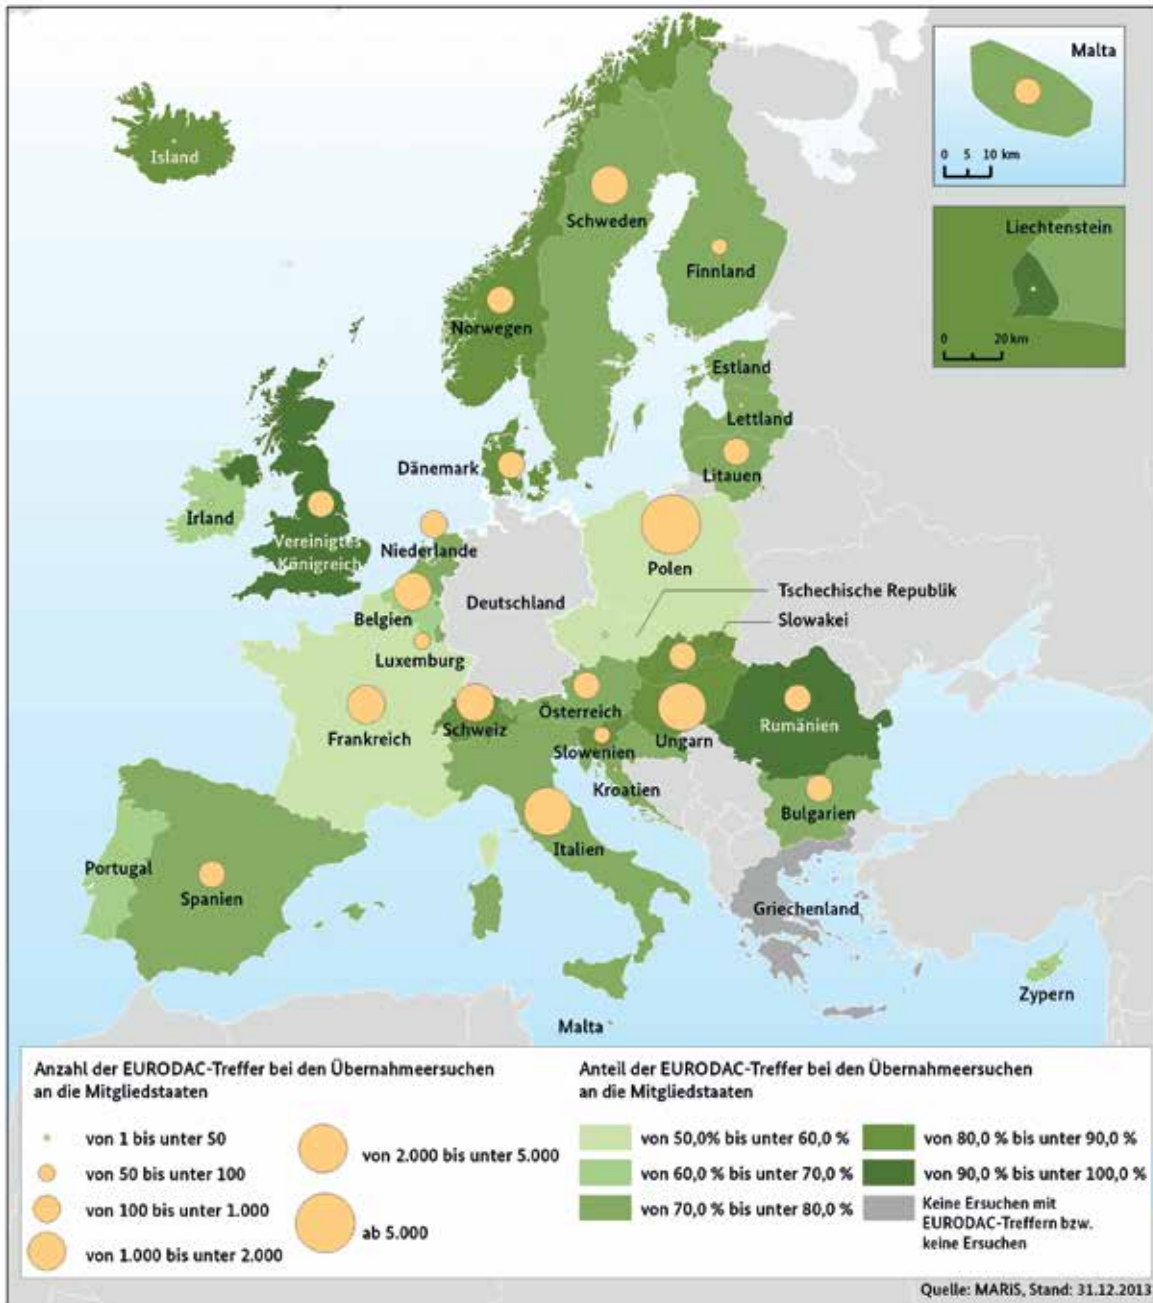 Malta
0 5 10 km
Island
Liechtenstein
0 20 km
Schweden
Finnland
Norwegen
Estland
Lettland
Litauen
Dänemark
Irland
Vereinigtes
Königreich
Niederlande
Polen
Deutschland
Tschechische Republik
Belgien
Slowakei
Luxemburg
Österreich
Schweiz
Frankreich
Rumänien
Ungarn
Slowenien
Kroatien
Bulgarien
Italien
Portugal
Spanien
Griechenland
Zypern
Malta
Anzahl der EURODAC-Treffer bei den Übernahmeersuchen
an die Mitgliedstaaten
von 1 bis unter 50
von 50 bis unter 100
von 100 bis unter 1.000
von 1.000 bis unter 2.000
von 2.000 bis unter 5.000
ab 5.000
Anteil der EURODAC-Treffer bei den Übernahmeersuchen
an die Mitgliedstaaten
von 50,0% bis unter 60,0 %
von 60,0 % bis unter 70,0 %
von 70,0 % bis unter 80,0 %
von 80,0 % bis unter 90,0 %
von 90,0 % bis unter 100,0 %
Keine Ersuchen mit
EURODAC-Treffern bzw.
keine Ersuchen
Quelle: MARiS, Stand: 31.12.2013